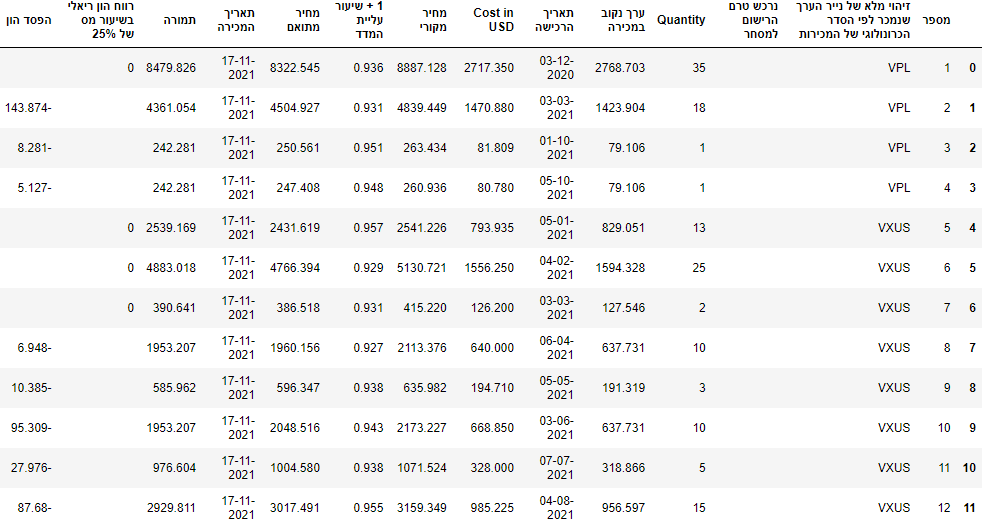 מספר
זיהוי מלא של נייר הערך
שנמכר לפי הסדר
הכרונולוגי של המכירות
נרכש טרם
הרישום
למסחר
Quantity
ערך נקוב
במכירה
תאריך
הרכישה
Cost in
USD
מחיר
מקורי
1 + שיעור
עליית
המדד
מחיר
מתואם
תאריך
המכירה
תמורה
רווח הון ריאלי
בשיעור מס
של 25%
הפסד הון
0 1 VPL 35 2768.703 03-12-2020 2717.350 8887.128 0.936 8322.545 17-11-2021 8479.826 0
1 2 VPL 18 1423.904 03-03-2021 1470.880 4839.449 0.931 4504.927 17-11-2021 4361.054 143.874-
2 3 VPL 1 79.106 01-10-2021 81.809 263.434 0.951 250.561 17-11-2021 242.281 8.281-
3 4 VPL 1 79.106 05-10-2021 80.780 260.936 0.948 247.408 17-11-2021 242.281 5.127-
4 5 VXUS 13 829.051 05-01-2021 793.935 2541.226 0.957 2431.619 17-11-2021 2539.169 0
5 6 VXUS 25 1594.328 04-02-2021 1556.250 5130.721 0.929 4766.394 17-11-2021 4883.018 0
6 7 VXUS 2 127.546 03-03-2021 126.200 415.220 0.931 386.518 17-11-2021 390.641 0
7 8 VXUS 10 637.731 06-04-2021 640.000 2113.376 0.927 1960.156 17-11-2021 1953.207 6.948-
8 9 VXUS 3 191.319 05-05-2021 194.710 635.982 0.938 596.347 17-11-2021 585.962 10.385-
9 10 VXUS 10 637.731 03-06-2021 668.850 2173.227 0.943 2048.516 17-11-2021 1953.207 95.309-
10 11 VXUS 5 318.866 07-07-2021 328.000 1071.524 0.938 1004.580 17-11-2021 976.604 27.976-
11 12 VXUS 15 956.597 04-08-2021 985.225 3159.349 0.955 3017.491 17-11-2021 2929.811 87.68-